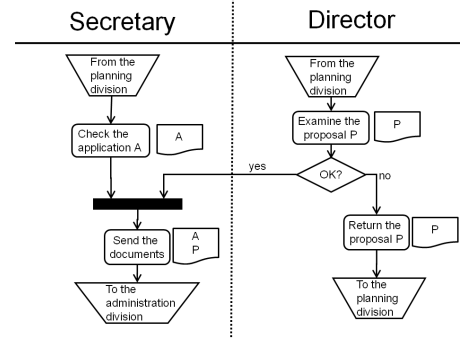 Secretary
Director
From the
planning
division
From the
planning
division
Check the
application A
A
Examine the
proposal P
P
yes
OK?
no
Send the
documents
A
P
Return the
proposal P
P
To the
administration
division
To the
planning
division